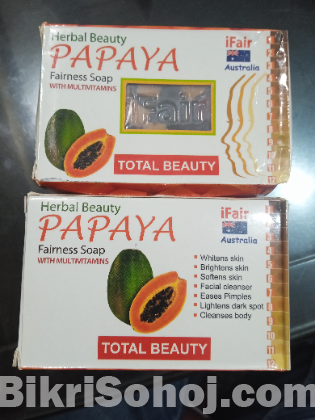 Herbal Beauty
PAPAYA
Fairness Soap
WITH MULTIVITAMINS
iFair
Australia
iFair
TOTAL BEAUTY
Herbal Beauty
PAPAYA
Fairness Soap
WITH MULTIVITAMINS
iFair
Australia
Whitens skin
Brightens skin
Softens skin
Facial cleanser
Eases Pimples
Lightens dark spot
Cleanses body
TOTAL BEAUTY
BikriSohoj.com